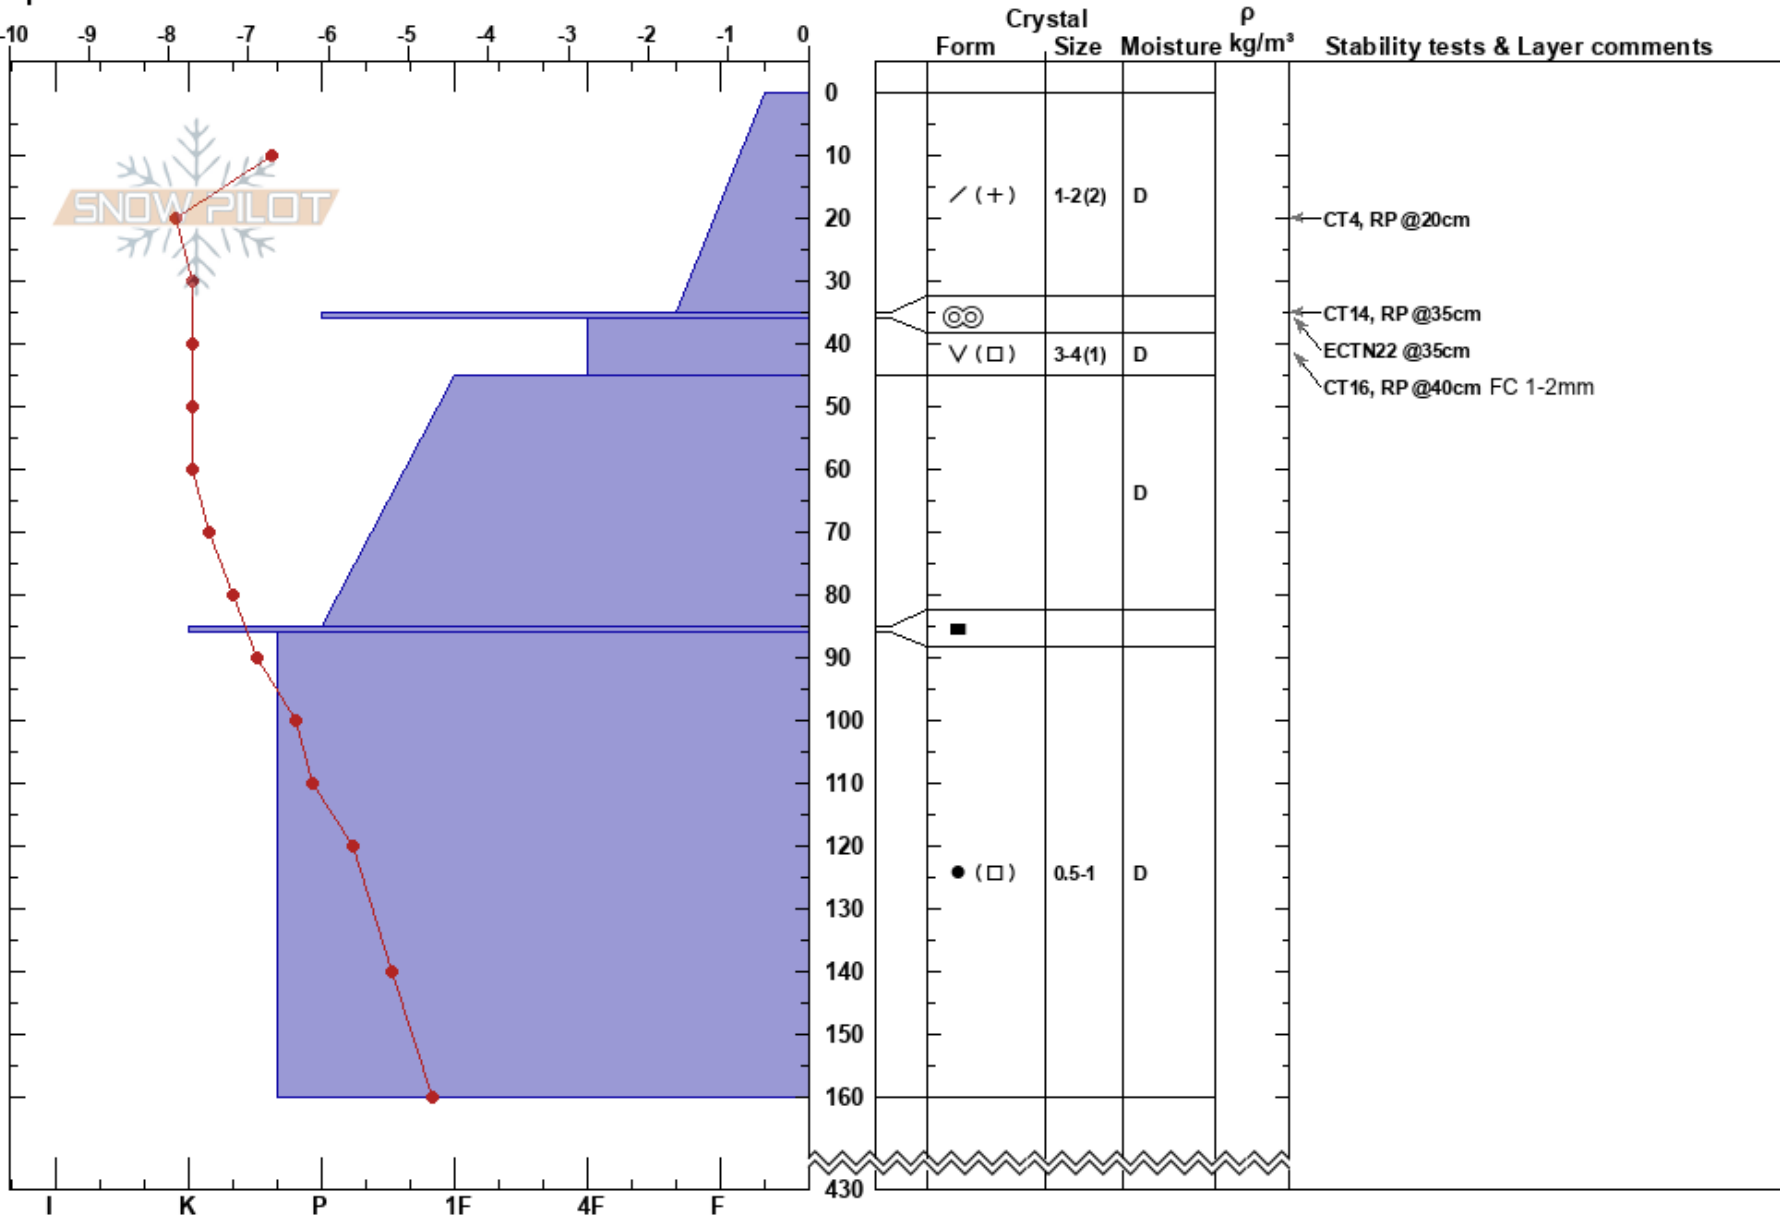 -10 -9 -8 -7 -6 -5 -4 -3 -2 -1 0
Crystal ρ
Form Size Moisture kg/m³ Stability tests & Layer comments
0
10
SNOW PILOT
/ (+) 1-2(2) D
20 CT4, RP @20cm
30
CT14, RP @35cm
40
V (□) 3-4(1) D ECTN22 @35cm
CT16, RP @40cm FC 1-2mm
50
60
D
70
80
90
100
110
120
● (□) 0.5-1 D
130
140
150
160
430
I K P 1F 4F F